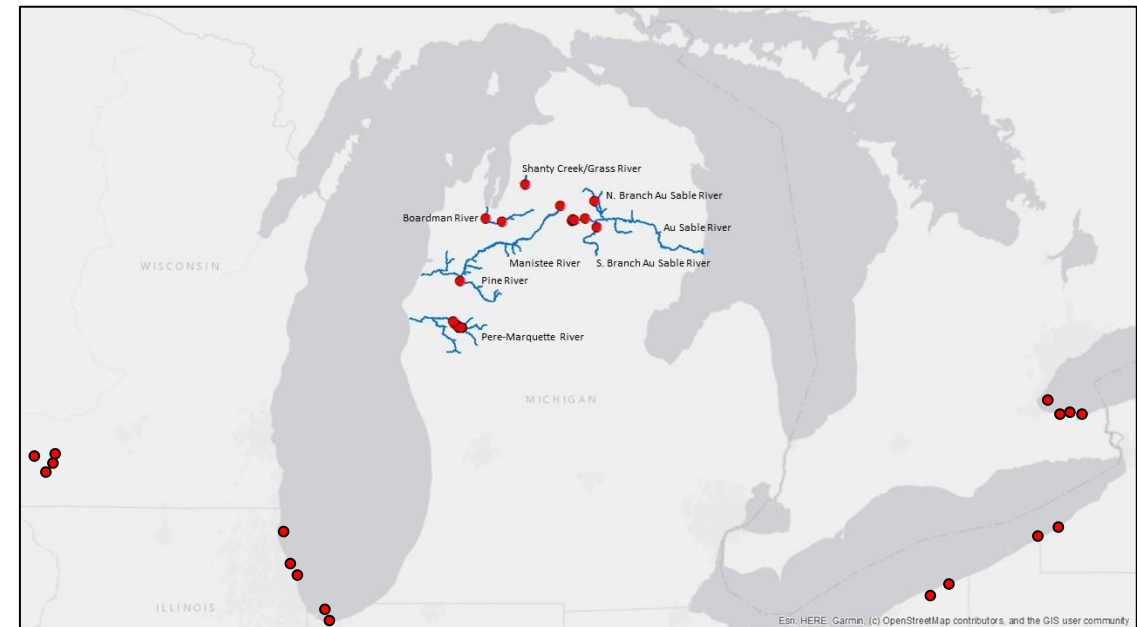 Shanty Creek/Grass River
N. Branch Au Sable River
Boardman River
Au Sable River
Manistee River
S. Branch Au Sable River
WISCONSIN
Pine River
Pere-Marquette River
MICHIGAN
ILLINOIS
Esri, HERE, Garmin, (c) OpenStreetMap contributors, and the GIS user community